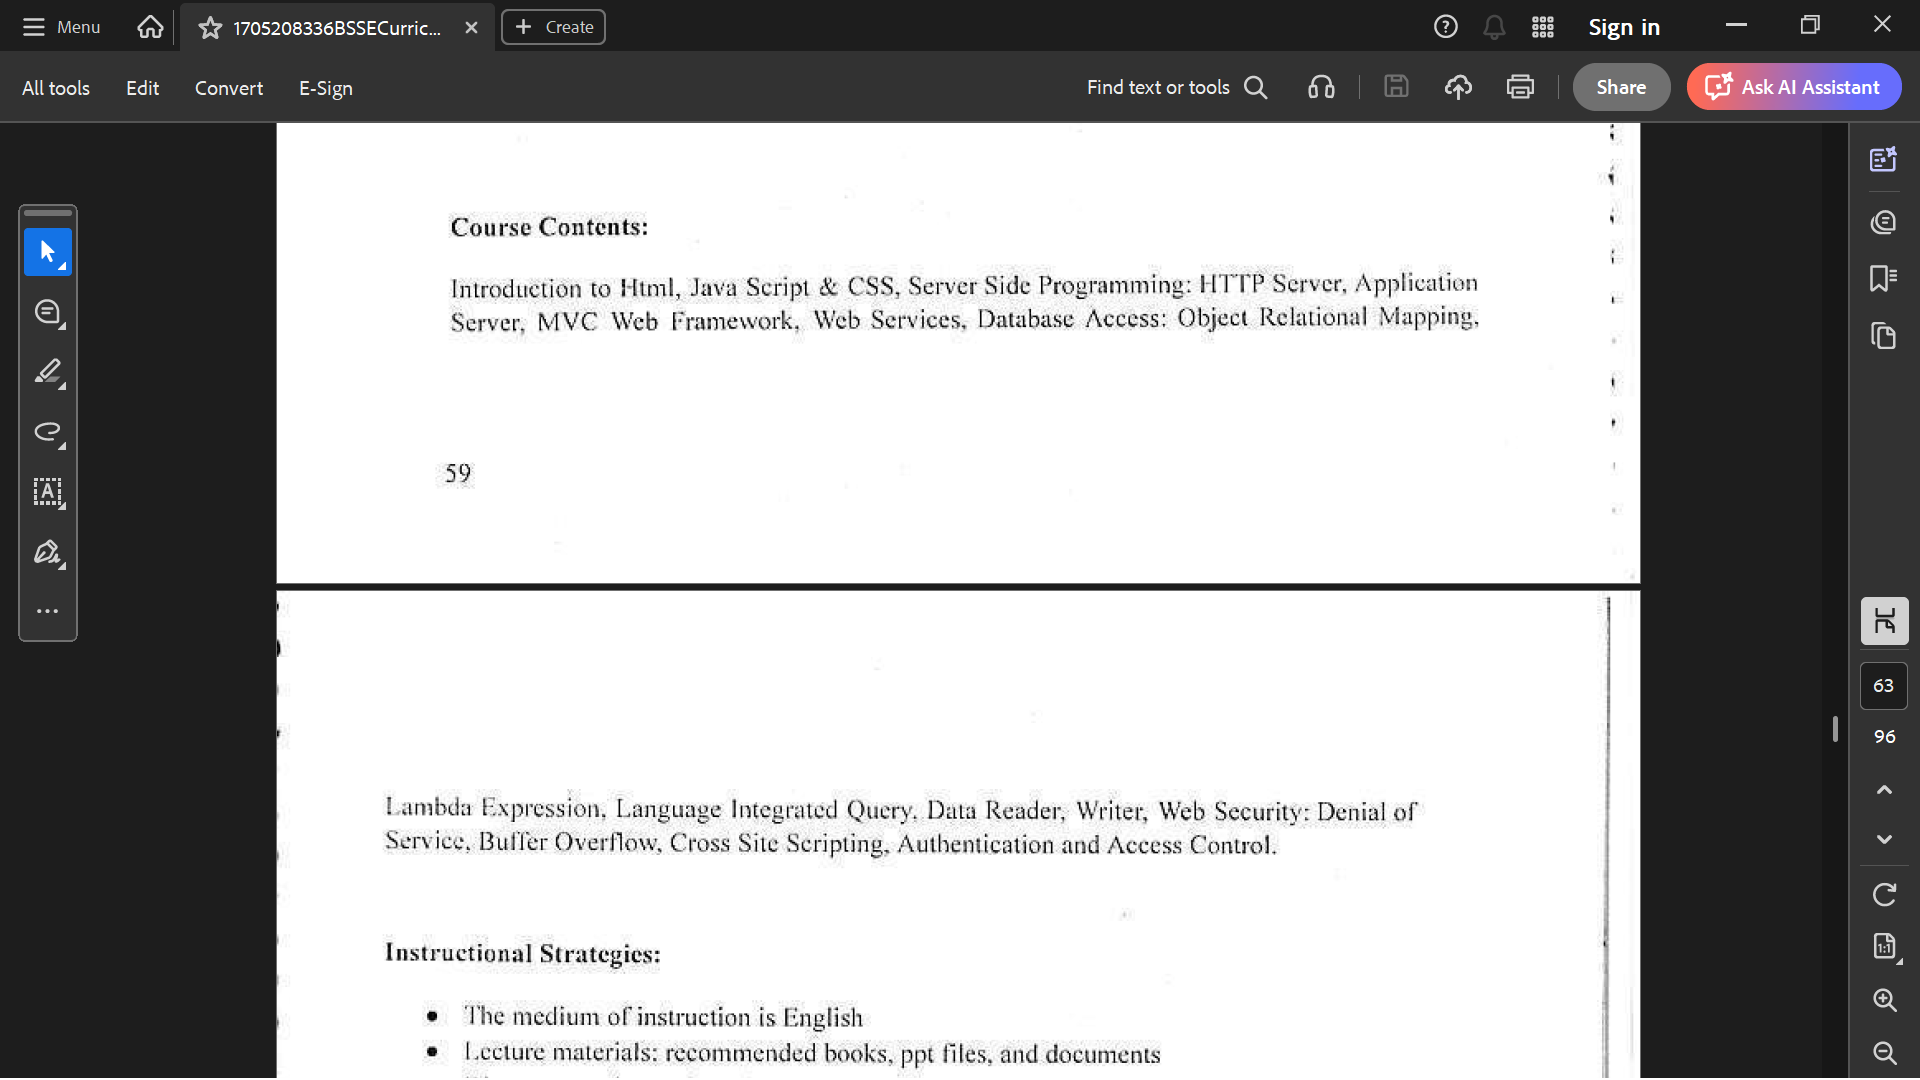 Menu
1705208336BSSECurric...
Create
Sign in
All tools
Edit
Convert
E-Sign
Find text or tools
Share
Ask AI Assistant
Course Contents:
Introduction to Html, Java Script & CSS, Server Side Programming: HTTP Server, Application
Server, MVC Web Framework, Web Services, Database Access: Object Relational Mapping,
59
Lambda Expression, Language Integrated Query, Data Reader, Writer, Web Security: Denial of
Service, Buffer Overflow, Cross Site Scripting, Authentication and Access Control.
Instructional Strategies:
• The medium of instruction is English
• Lecture materials: recommended books, ppt files, and documents
63
96